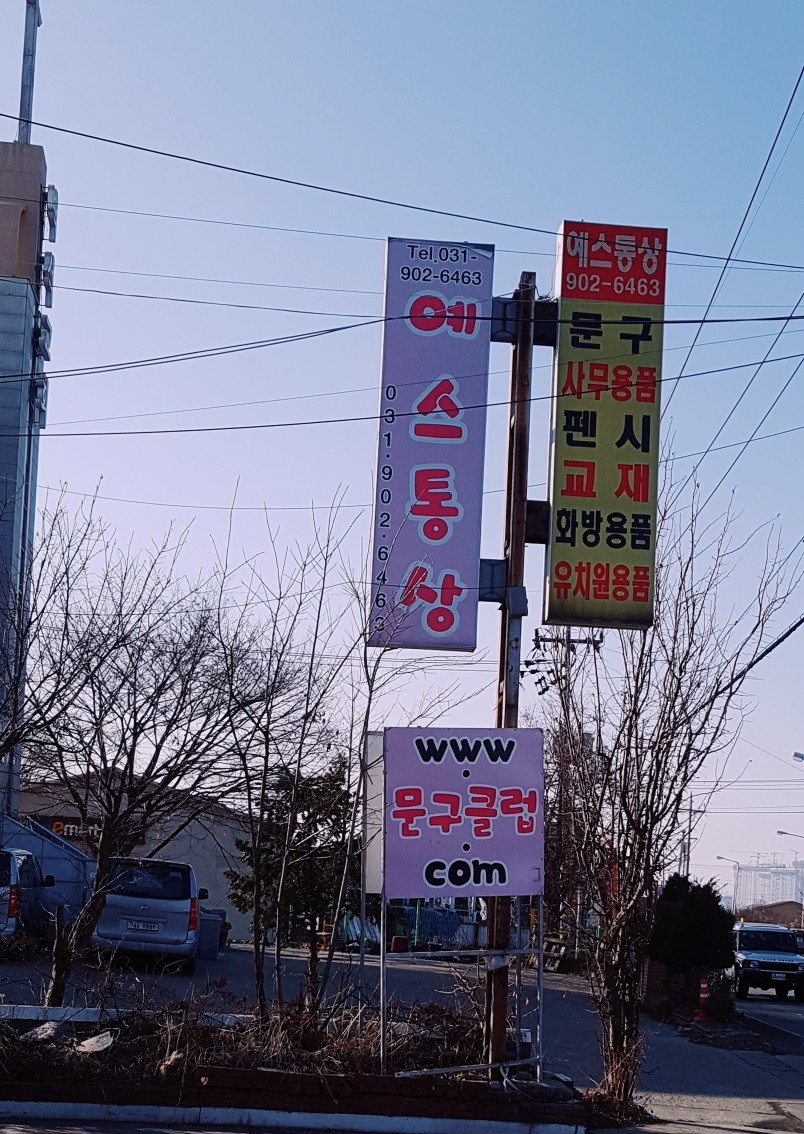 Tel.031-
902-6463
예스통상
031·902·6463
예스통상
902-6463
문구
사무용품
펜시
교재
화방용품
유치원용품
www
.
문구클럽
.
com